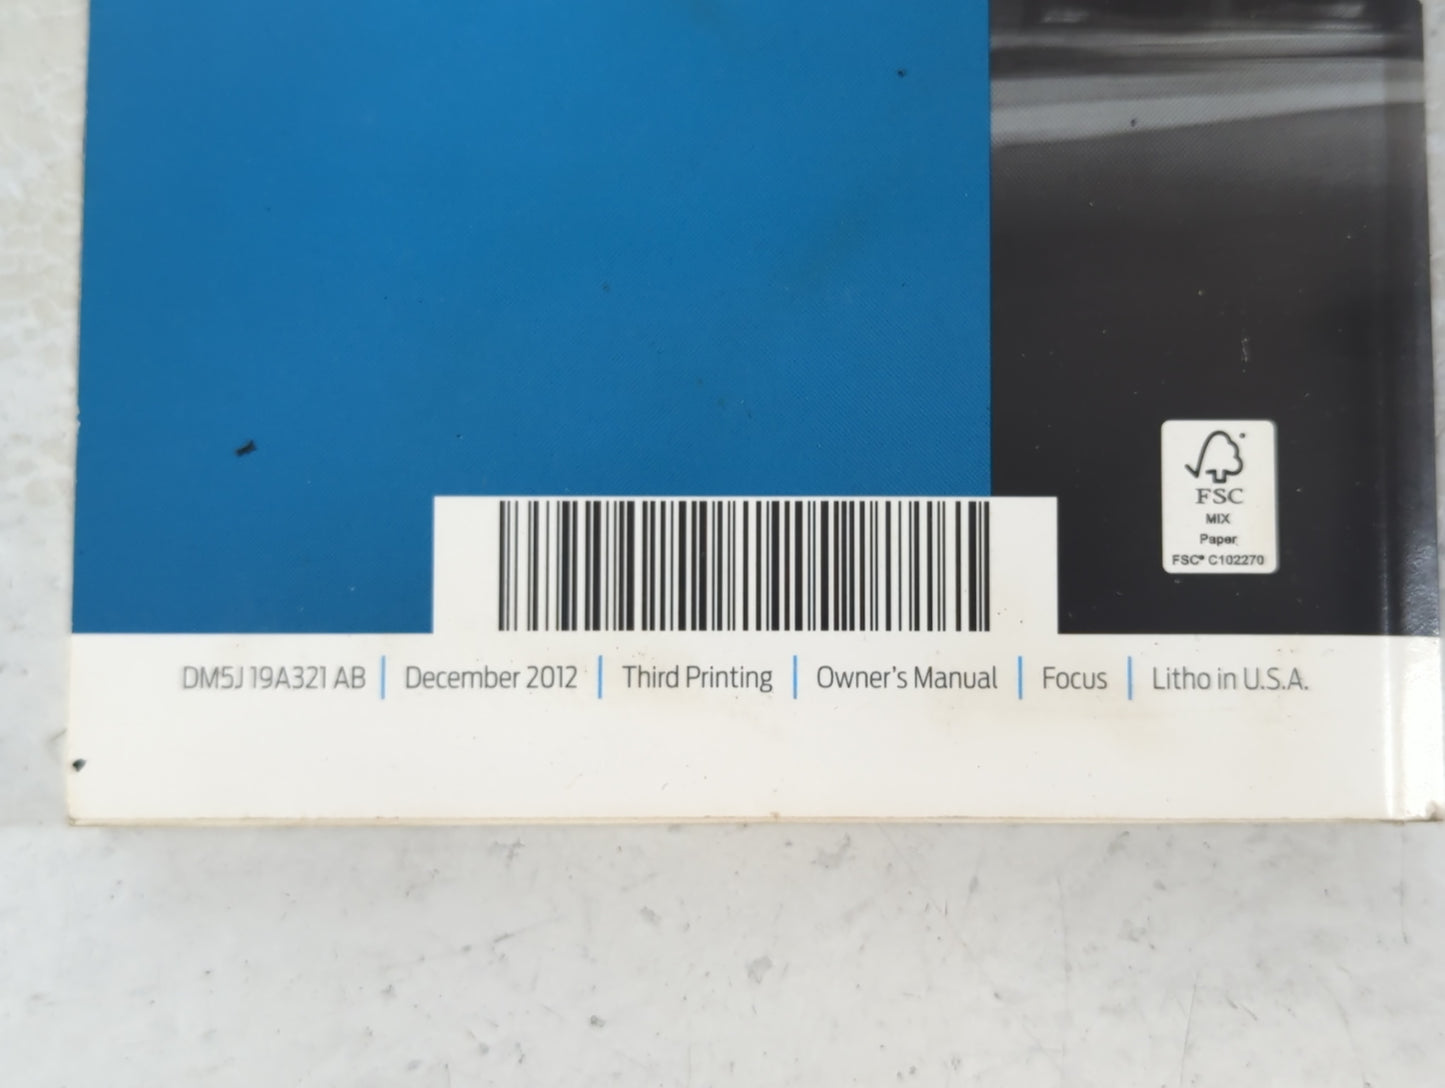 FSC
MIX
Paper
FSC® C102270
DM5J 19A321 AB | December 2012 | Third Printing | Owner's Manual | Focus | Litho in U.S.A.